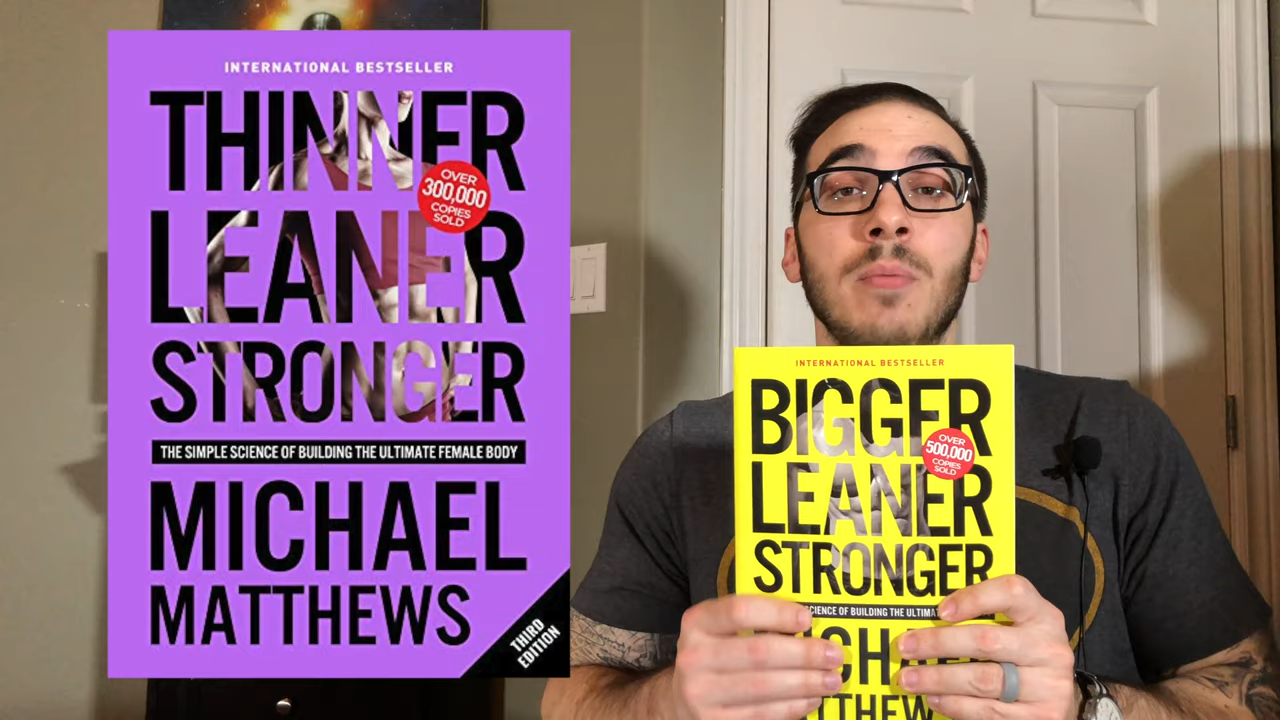 INTERNATIONAL BESTSELLER
THINNER
LEANER
STRONGER
OVER
300,000
COPIES
SOLD
THE SIMPLE SCIENCE OF BUILDING THE ULTIMATE FEMALE BODY
MICHAEL
MATTHEWS
THIRD
EDITION
INTERNATIONAL BESTSELLER
BIGGER
LEANER
STRONGER
OVER
500,000
COPIES
SOLD
SCIENCE OF BUILDING THE